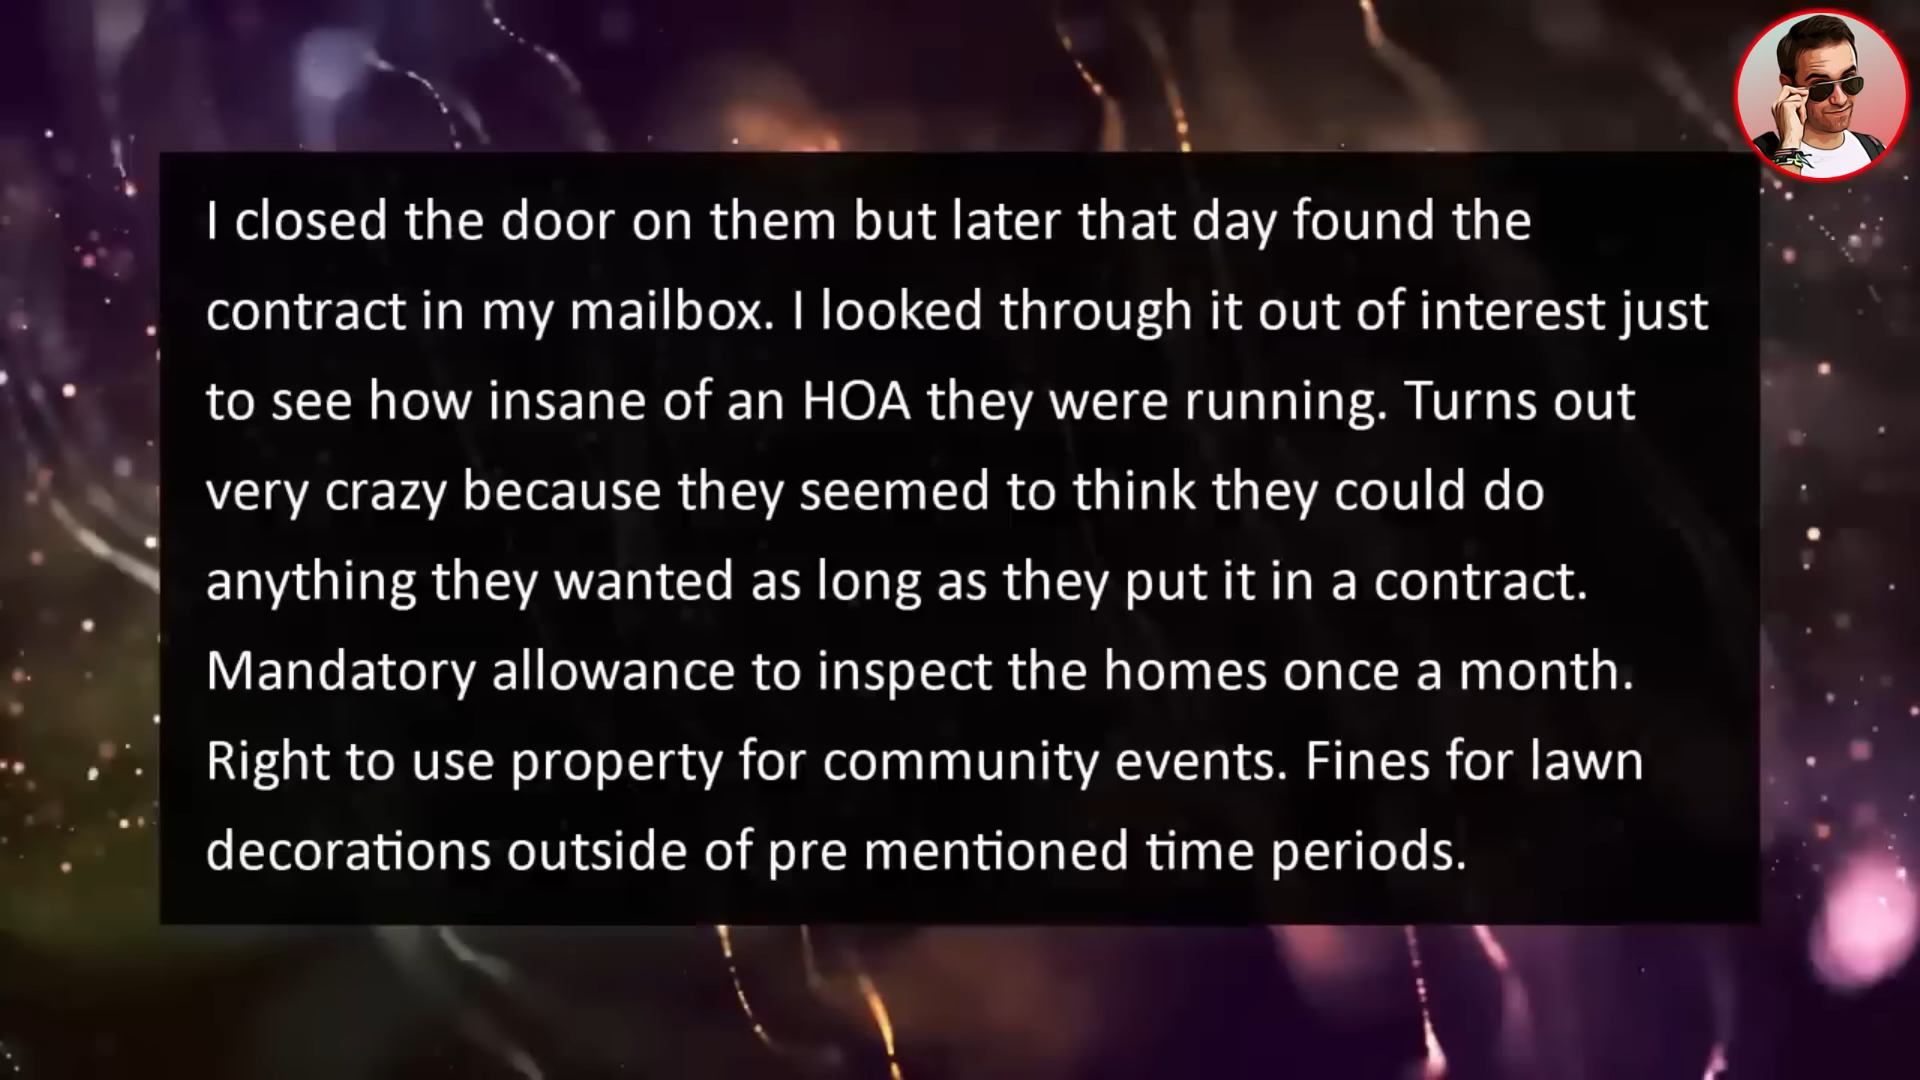 I closed the door on them but later that day found the
contract in my mailbox. I looked through it out of interest just
to see how insane of an HOA they were running. Turns out
very crazy because they seemed to think they could do
anything they wanted as long as they put it in a contract.
Mandatory allowance to inspect the homes once a month.
Right to use property for community events. Fines for lawn
decorations outside of pre mentioned time periods.